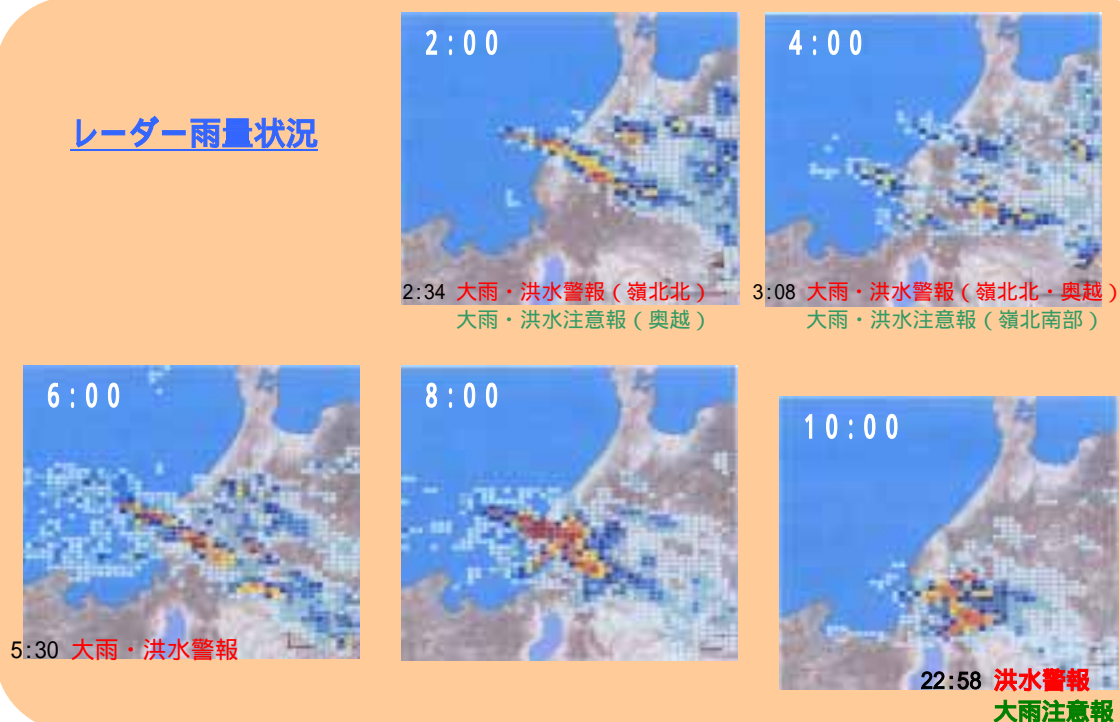 レーダー雨量状況
2:00
4:00
2:34 大雨・洪水警報（嶺北北）
大雨・洪水注意報（奥越）
3:08 大雨・洪水警報（嶺北北・奥越）
大雨・洪水注意報（嶺北南部）
6:00
8:00
10:00
5:30 大雨・洪水警報
22:58 洪水警報
大雨注意報